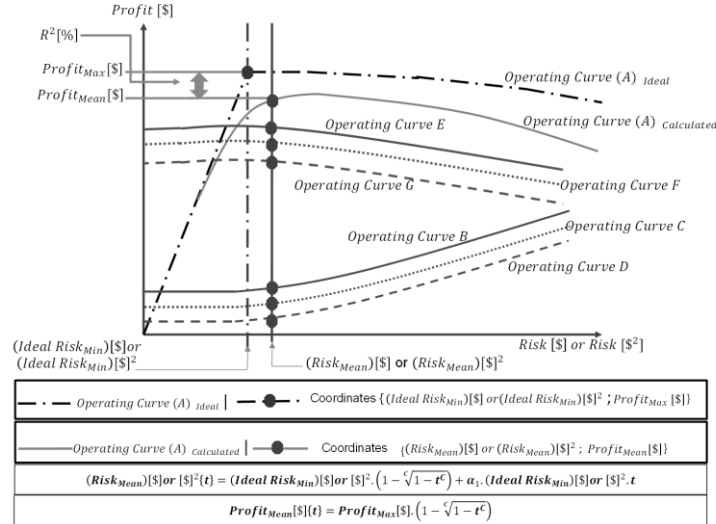 Profit [$]
R²[%]
Profit_Max[$]
Profit_Mean[$]
Operating Curve (A) Ideal
Operating Curve (A) Calculated
Operating Curve E
Operating Curve G
Operating Curve F
Operating Curve C
Operating Curve B
Operating Curve D
(Ideal Risk_Min)[$]or
(Ideal Risk_Min)[$]²
(Risk_Mean)[$] or (Risk_Mean)[$]²
Risk [$] or Risk [$²]
Operating Curve (A) Ideal | Coordinates {(Ideal Risk_Min)[$] or(Ideal Risk_Min)[$]² ; Profit_Max [$]}
Operating Curve (A) Calculated | Coordinates {(Risk_Mean)[$] or (Risk_Mean)[$]² ; Profit_Mean[$]}
(Risk_Mean)[$]or [$]²{t} = (Ideal Risk_Min)[$]or [$]².(1 − ᶜ√(1 − tᶜ)) + α₁.(Ideal Risk_Min)[$]or [$]².t
Profit_Mean[$]{t} = Profit_Max[$].(1 − ᶜ√(1 − tᶜ))